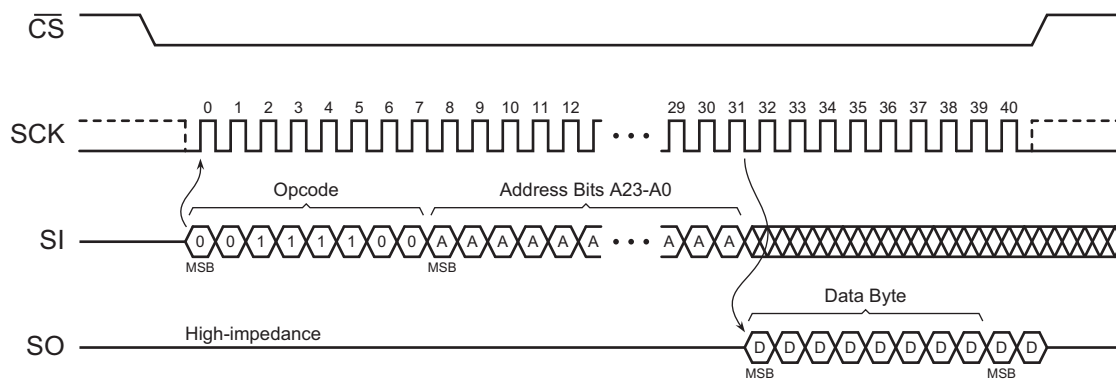 CS
0 1 2 3 4 5 6 7 8 9 10 11 12 29 30 31 32 33 34 35 36 37 38 39 40
SCK
Opcode Address Bits A23-A0
SI 0 0 1 1 1 1 0 0 A A A A A A A A A
MSB MSB
Data Byte
High-impedance
SO D D D D D D D D D D
MSB MSB